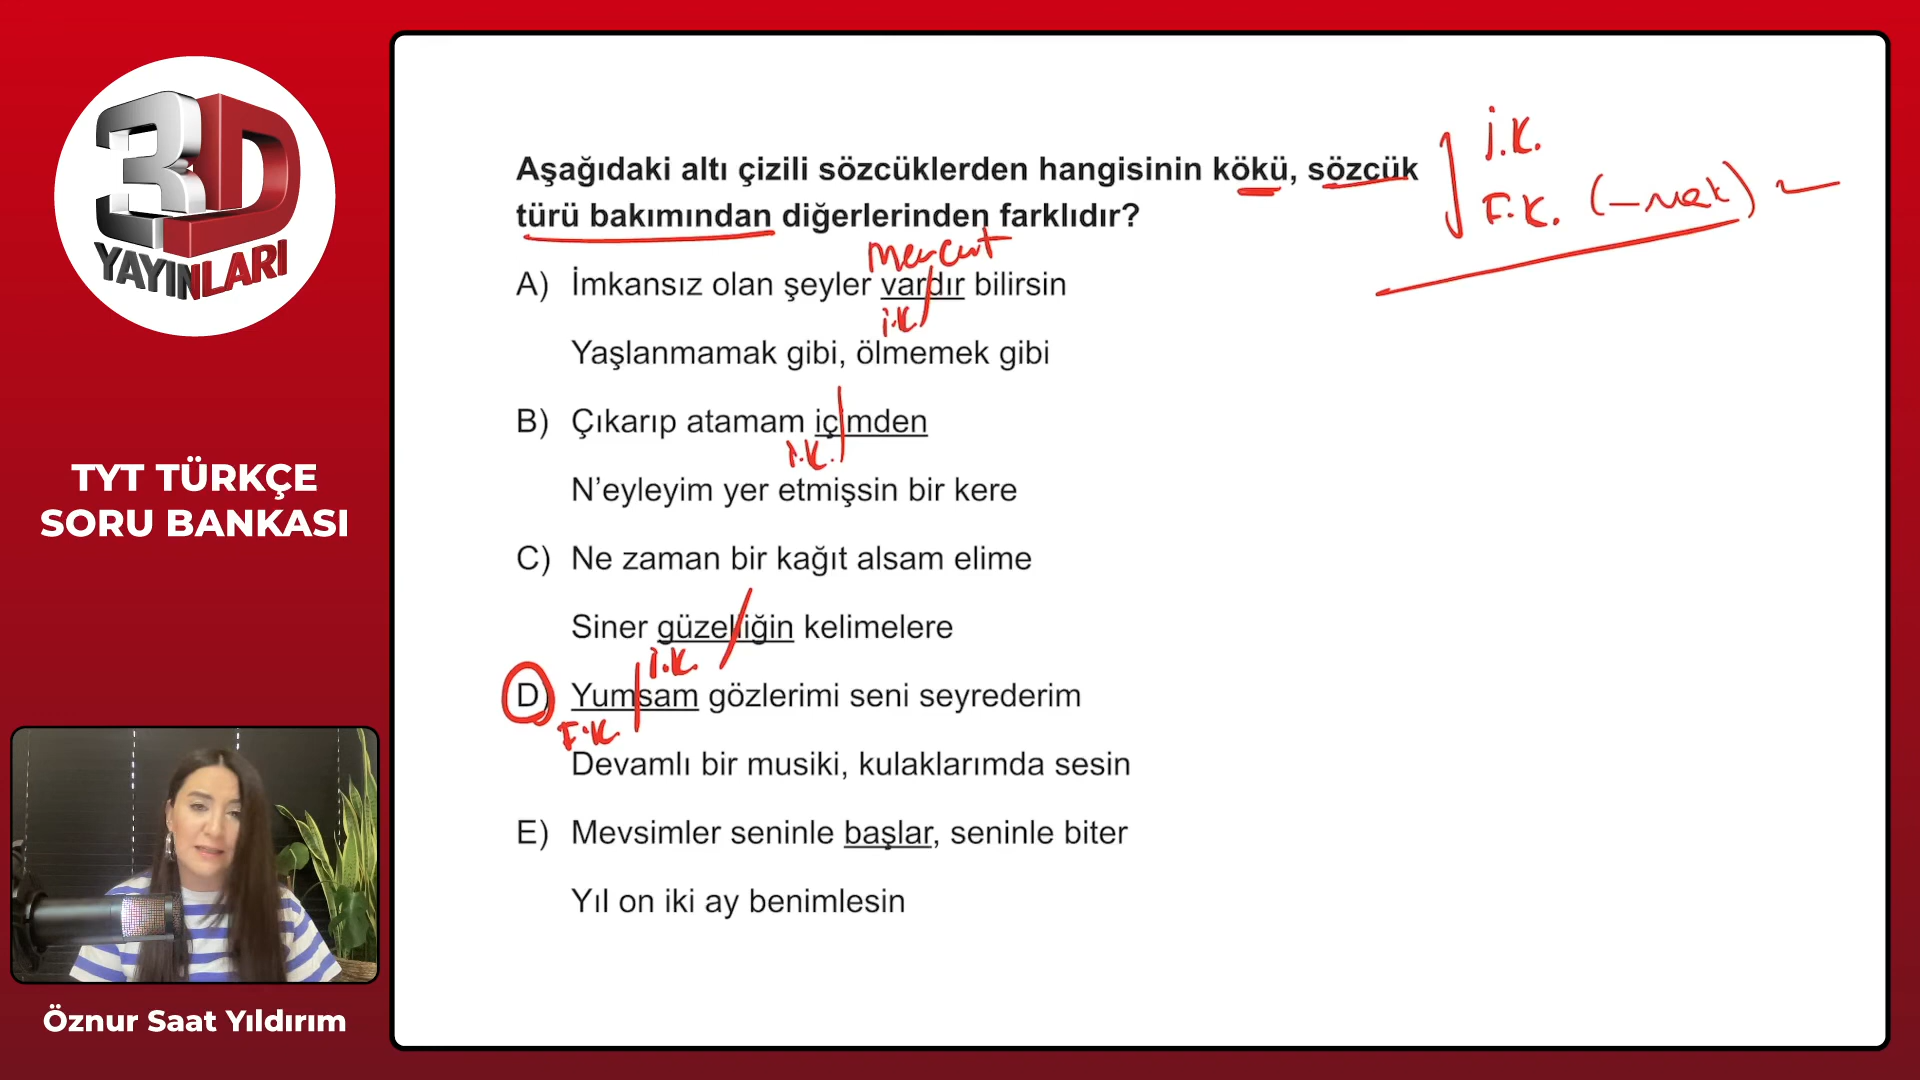 3D
YAYINLARI
TYT TÜRKÇE
SORU BANKASI
Öznur Saat Yıldırım
Aşağıdaki altı çizili sözcüklerden hangisinin kökü, sözcük
türü bakımından diğerlerinden farklıdır?
İ.K.
F.K. (-mek)
mevcut
A) İmkansız olan şeyler vardır bilirsin
i.K
Yaşlanmamak gibi, ölmemek gibi
B) Çıkarıp atamam içimden
i.K.
N’eyleyim yer etmişsin bir kere
C) Ne zaman bir kağıt alsam elime
Siner güzelliğin kelimelere
i.K.
D) Yumsam gözlerimi seni seyrederim
F.K
Devamlı bir musiki, kulaklarımda sesin
E) Mevsimler seninle başlar, seninle biter
Yıl on iki ay benimlesin